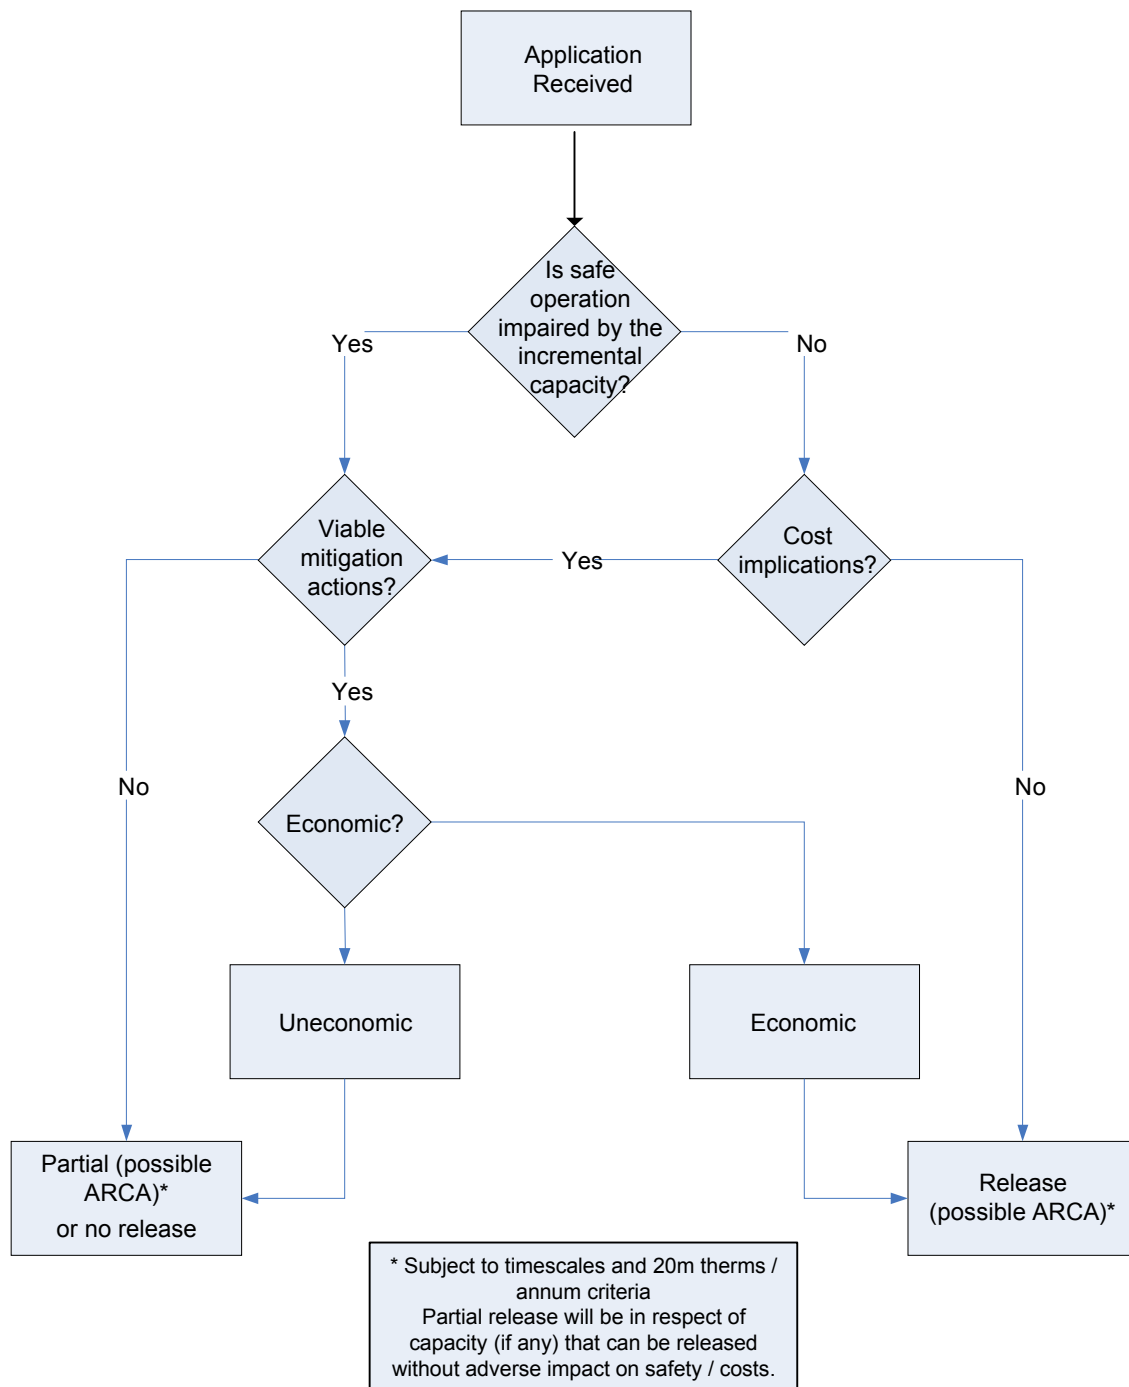 Application
Received
Is safe
operation
impaired by the
incremental
capacity?
Yes
No
Viable
mitigation
actions?
Yes
Cost
implications?
Yes
No
No
Economic?
Uneconomic
Economic
Partial (possible
ARCA)*
or no release
Release
(possible ARCA)*
* Subject to timescales and 20m therms /
annum criteria
Partial release will be in respect of
capacity (if any) that can be released
without adverse impact on safety / costs.